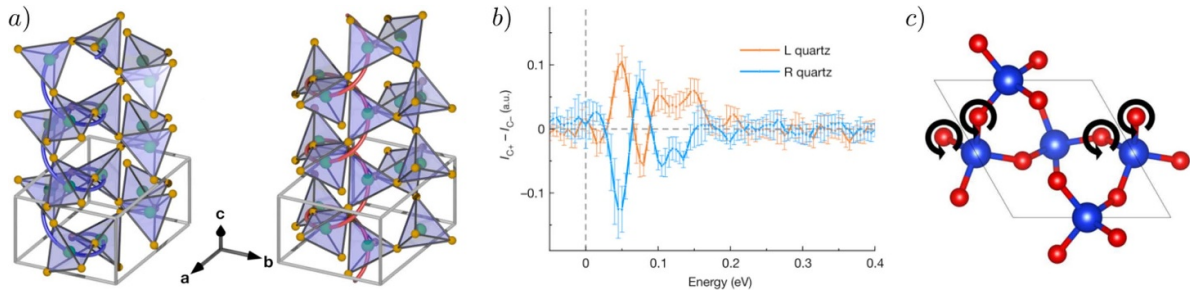 a)
c
a
b
b)
I_C+ − I_C− (a.u.)
0.1
0
−0.1
L quartz
R quartz
0
0.1
0.2
0.3
0.4
Energy (eV)
c)